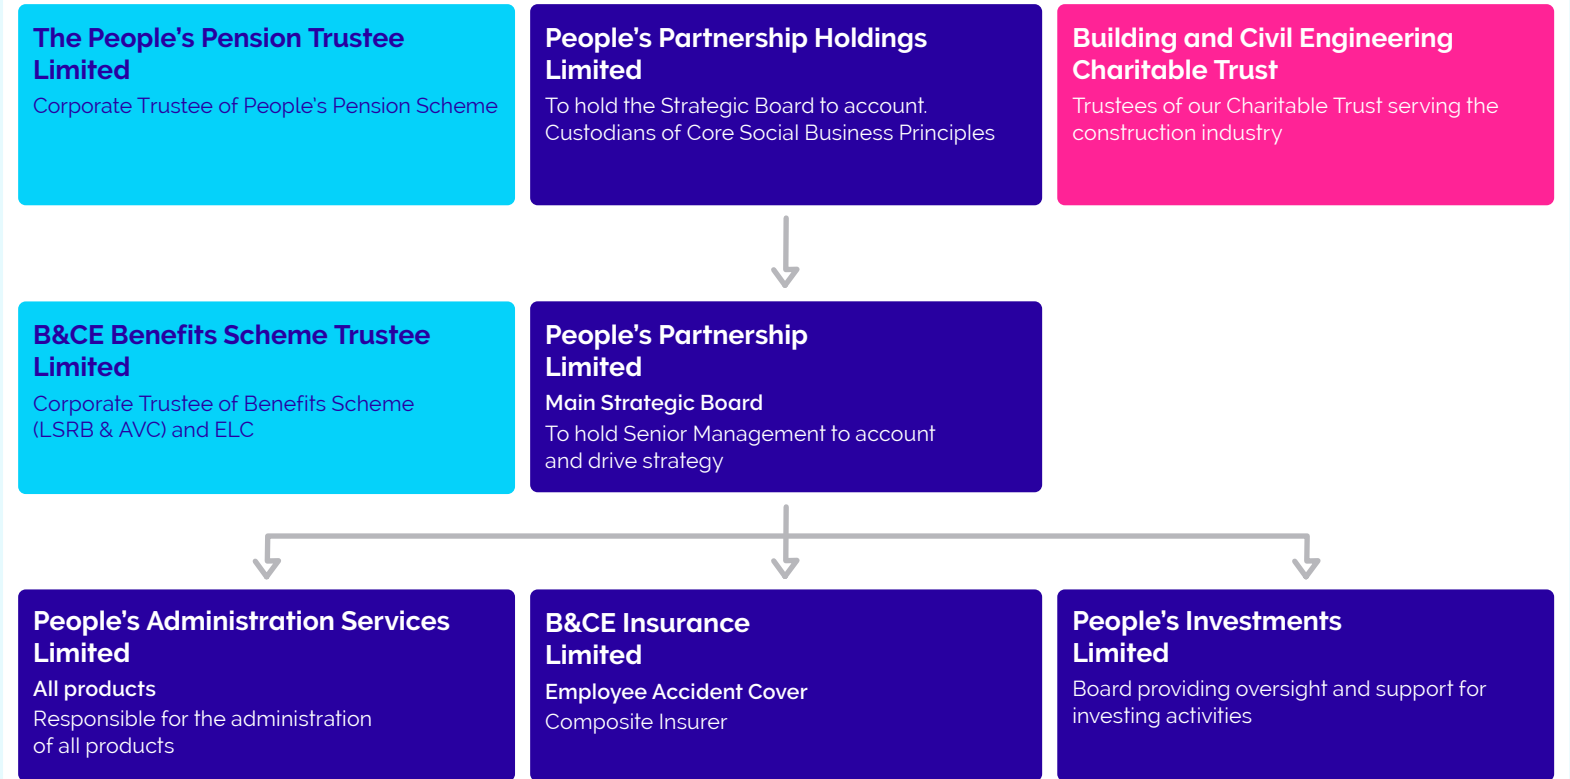 The People’s Pension Trustee
Limited
Corporate Trustee of People’s Pension Scheme
People’s Partnership Holdings
Limited
To hold the Strategic Board to account.
Custodians of Core Social Business Principles
Building and Civil Engineering
Charitable Trust
Trustees of our Charitable Trust serving the
construction industry
B&CE Benefits Scheme Trustee
Limited
Corporate Trustee of Benefits Scheme
(LSRB & AVC) and ELC
People’s Partnership
Limited
Main Strategic Board
To hold Senior Management to account
and drive strategy
People’s Administration Services
Limited
All products
Responsible for the administration
of all products
B&CE Insurance
Limited
Employee Accident Cover
Composite Insurer
People’s Investments
Limited
Board providing oversight and support for
investing activities